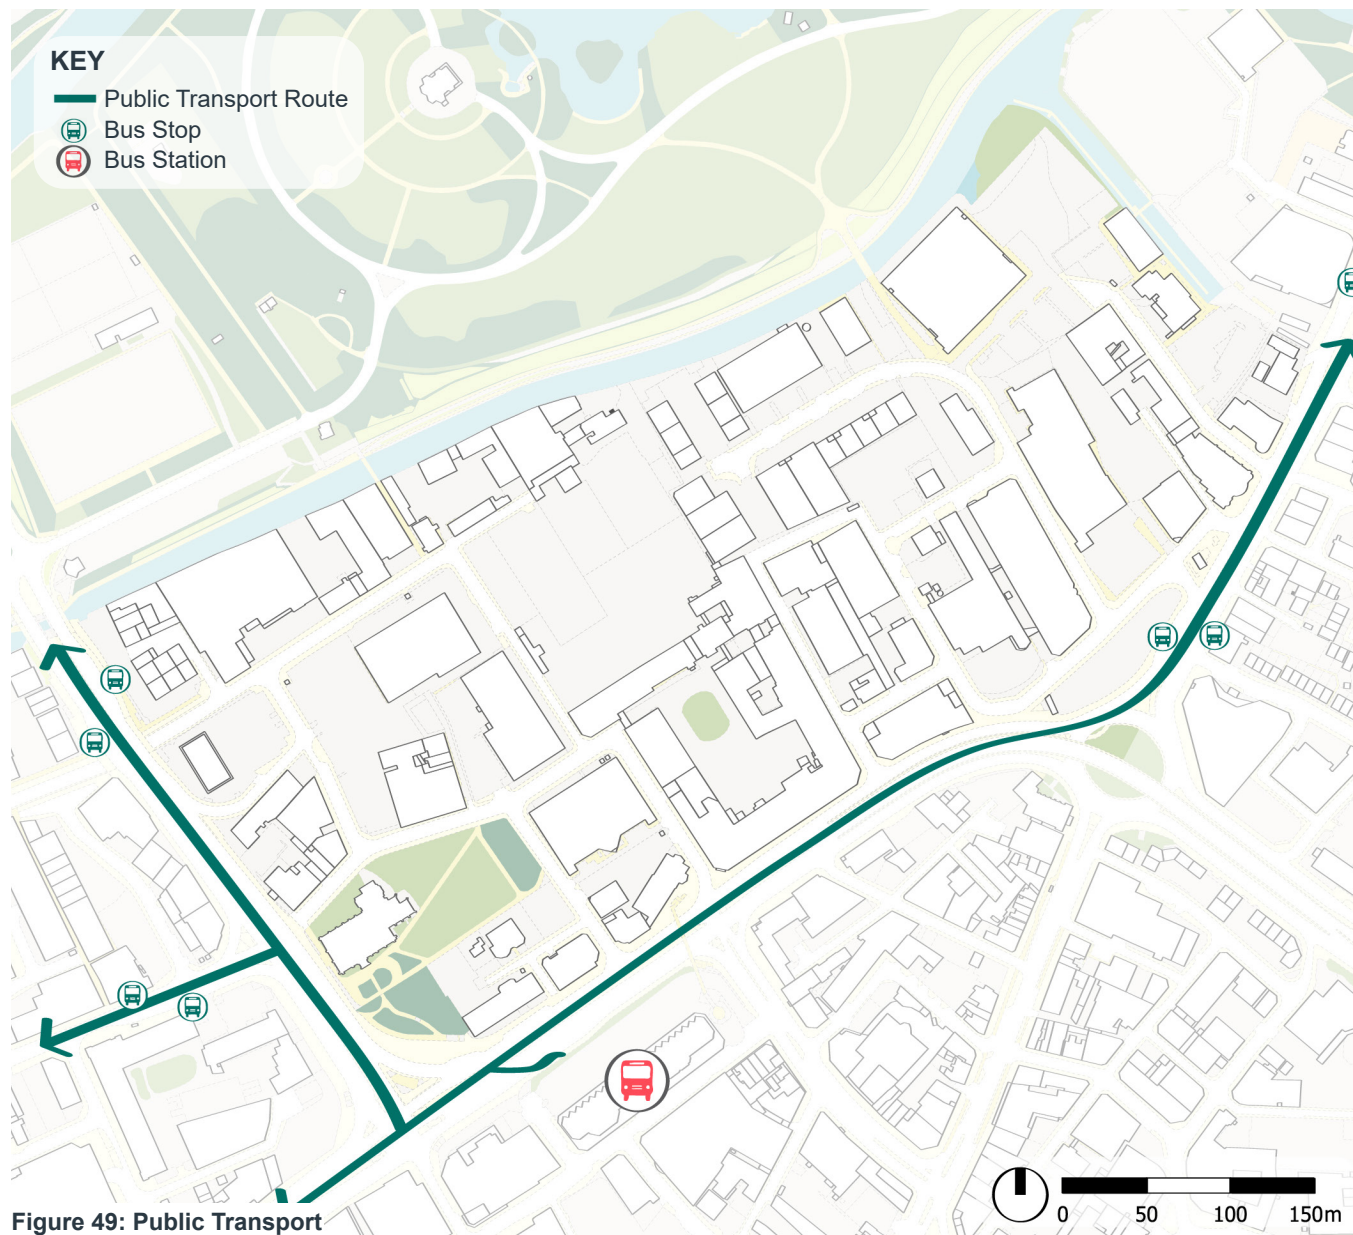 KEY
Public Transport Route
Bus Stop
Bus Station
0 50 100 150m
Figure 49: Public Transport